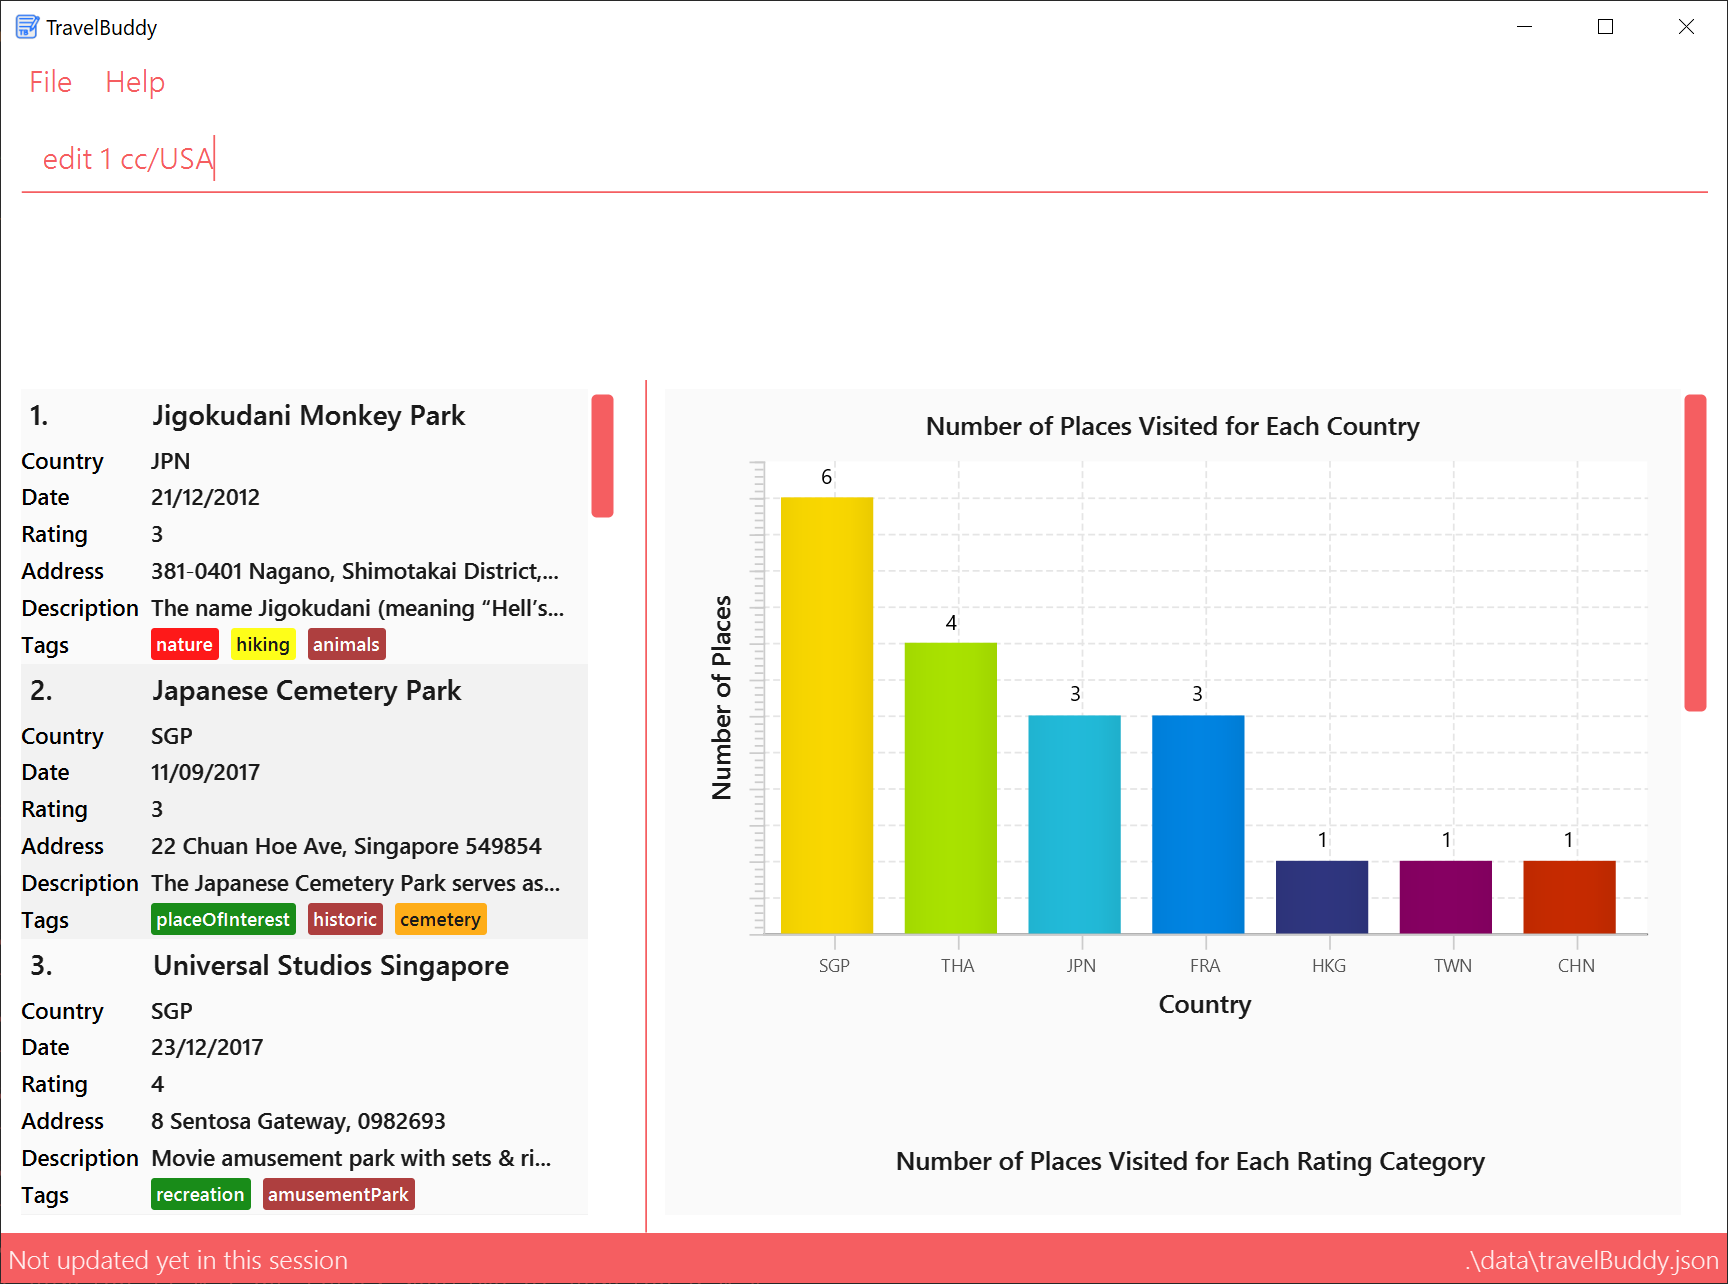 TravelBuddy
File Help
edit 1 cc/USA
1. Jigokudani Monkey Park
Country JPN
Date 21/12/2012
Rating 3
Address 381-0401 Nagano, Shimotakai District,...
Description The name Jigokudani (meaning “Hell’s...
Tags nature hiking animals
2. Japanese Cemetery Park
Country SGP
Date 11/09/2017
Rating 3
Address 22 Chuan Hoe Ave, Singapore 549854
Description The Japanese Cemetery Park serves as...
Tags placeOfInterest historic cemetery
3. Universal Studios Singapore
Country SGP
Date 23/12/2017
Rating 4
Address 8 Sentosa Gateway, 0982693
Description Movie amusement park with sets & ri...
Tags recreation amusementPark
Number of Places Visited for Each Country
Number of Places
6
4
3
3
1
1
1
SGP THA JPN FRA HKG TWN CHN
Country
Number of Places Visited for Each Rating Category
Not updated yet in this session
.\data\travelBuddy.json